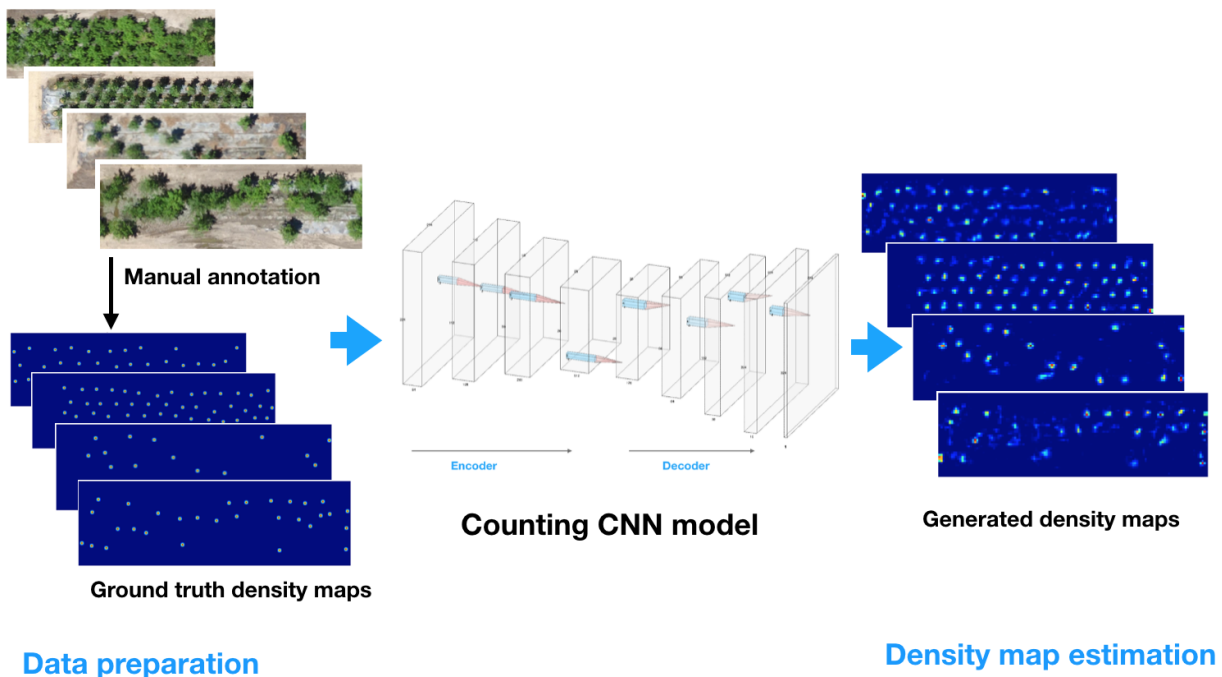 Manual annotation
Ground truth density maps
Data preparation
Encoder
Decoder
Counting CNN model
Generated density maps
Density map estimation